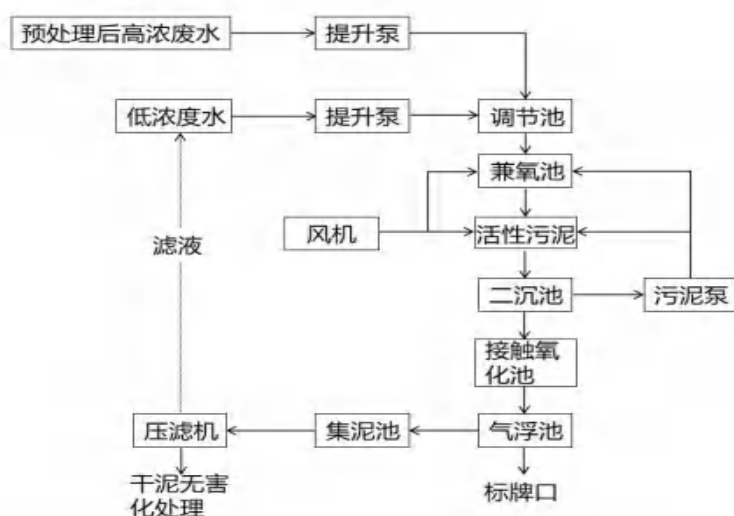 预处理后高浓废水
提升泵
低浓度水
提升泵
调节池
兼氧池
滤液
风机
活性污泥
二沉池
污泥泵
接触氧
化池
压滤机
集泥池
气浮池
干泥无害
化处理
标牌口